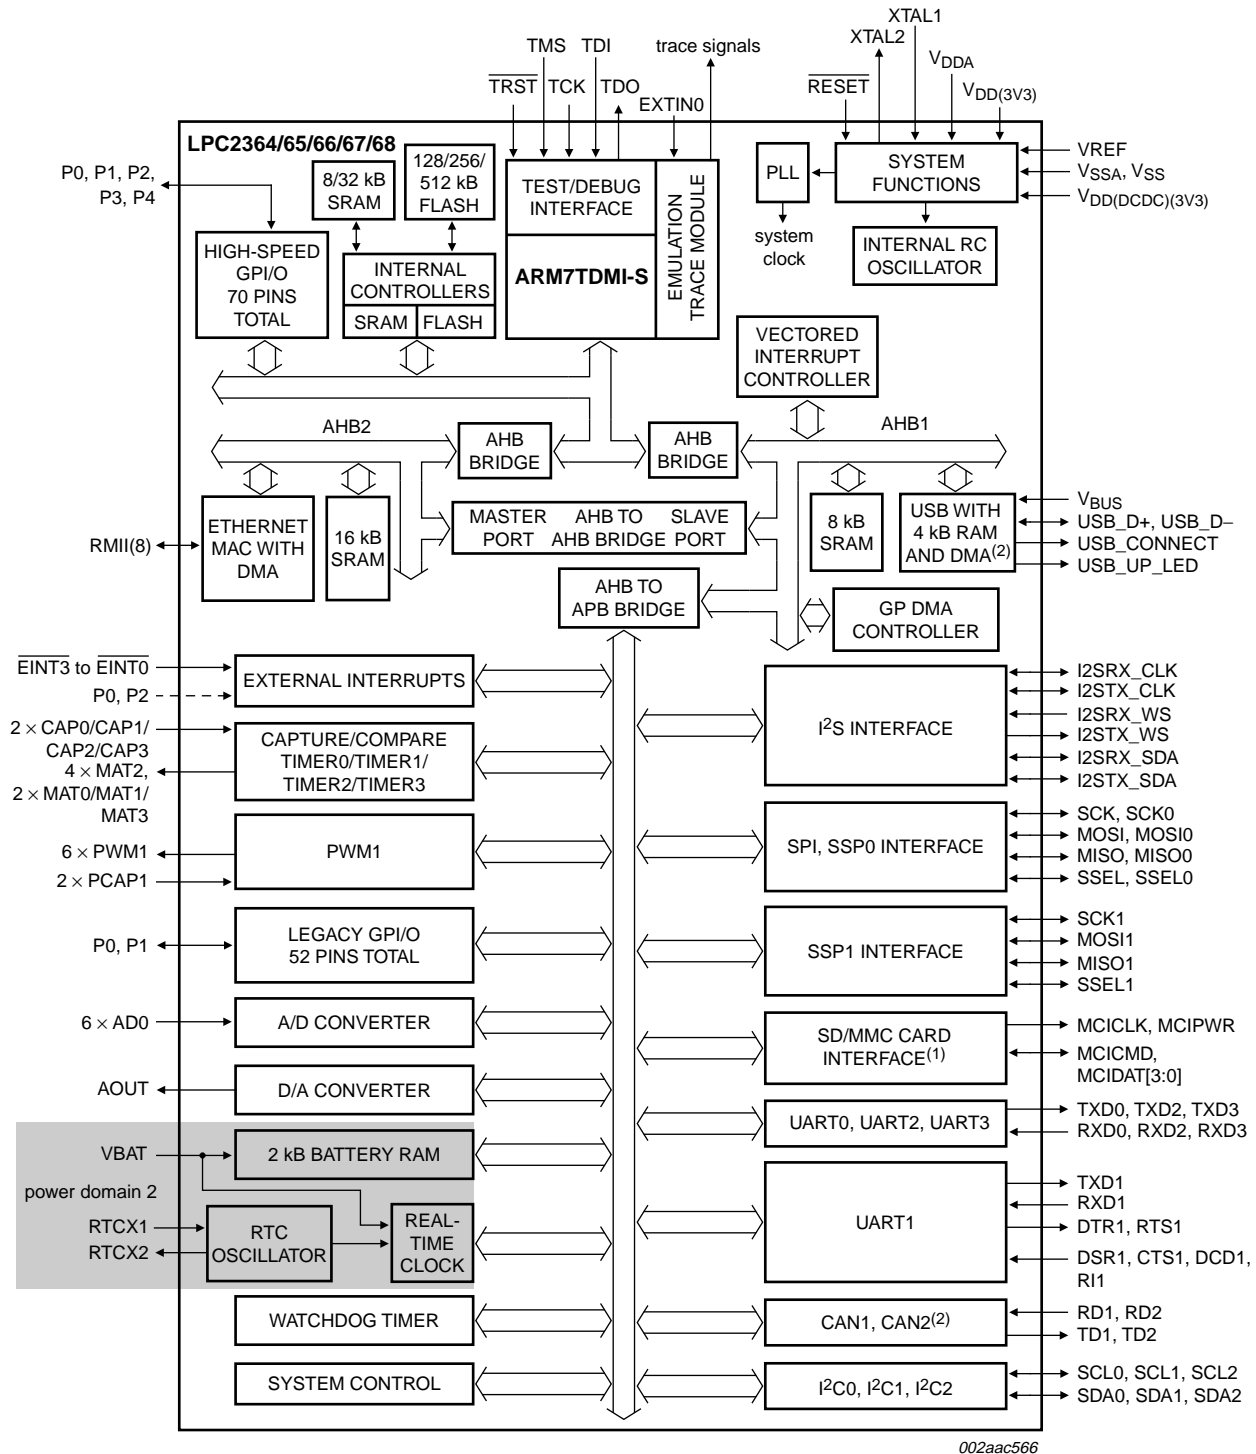 XTAL1
XTAL2
TMS TDI
trace signals
VDDA
TRST TCK TDO
RESET
VDD(3V3)
EXTIN0
LPC2364/65/66/67/68
P0, P1, P2,
P3, P4
8/32 kB
SRAM
128/256/
512 kB
FLASH
TEST/DEBUG
INTERFACE
EMULATION
TRACE MODULE
PLL
SYSTEM
FUNCTIONS
VREF
VSSA, VSS
VDD(DCDC)(3V3)
system
clock
HIGH-SPEED
GPI/O
70 PINS
TOTAL
INTERNAL
CONTROLLERS
SRAM
FLASH
ARM7TDMI-S
INTERNAL RC
OSCILLATOR
VECTORED
INTERRUPT
CONTROLLER
AHB2
AHB
BRIDGE
AHB
BRIDGE
AHB1
RMII(8)
ETHERNET
MAC WITH
DMA
16 kB
SRAM
MASTER
PORT
AHB TO
AHB BRIDGE
SLAVE
PORT
8 kB
SRAM
USB WITH
4 kB RAM
AND DMA(2)
VBUS
USB_D+, USB_D−
USB_CONNECT
USB_UP_LED
AHB TO
APB BRIDGE
GP DMA
CONTROLLER
EINT3 to EINT0
P0, P2
EXTERNAL INTERRUPTS
I2S INTERFACE
I2SRX_CLK
I2STX_CLK
I2SRX_WS
I2STX_WS
I2SRX_SDA
I2STX_SDA
2 × CAP0/CAP1/
CAP2/CAP3
4 × MAT2,
2 × MAT0/MAT1/
MAT3
CAPTURE/COMPARE
TIMER0/TIMER1/
TIMER2/TIMER3
SPI, SSP0 INTERFACE
SCK, SCK0
MOSI, MOSI0
MISO, MISO0
SSEL, SSEL0
6 × PWM1
2 × PCAP1
PWM1
P0, P1
LEGACY GPI/O
52 PINS TOTAL
SSP1 INTERFACE
SCK1
MOSI1
MISO1
SSEL1
6 × AD0
A/D CONVERTER
SD/MMC CARD
INTERFACE(1)
MCICLK, MCIPWR
MCICMD,
MCIDAT[3:0]
AOUT
D/A CONVERTER
UART0, UART2, UART3
TXD0, TXD2, TXD3
RXD0, RXD2, RXD3
VBAT
2 kB BATTERY RAM
power domain 2
RTCX1
RTCX2
RTC
OSCILLATOR
REAL-
TIME
CLOCK
UART1
TXD1
RXD1
DTR1, RTS1
DSR1, CTS1, DCD1,
RI1
WATCHDOG TIMER
CAN1, CAN2(2)
RD1, RD2
TD1, TD2
SYSTEM CONTROL
I2C0, I2C1, I2C2
SCL0, SCL1, SCL2
SDA0, SDA1, SDA2
002aac566